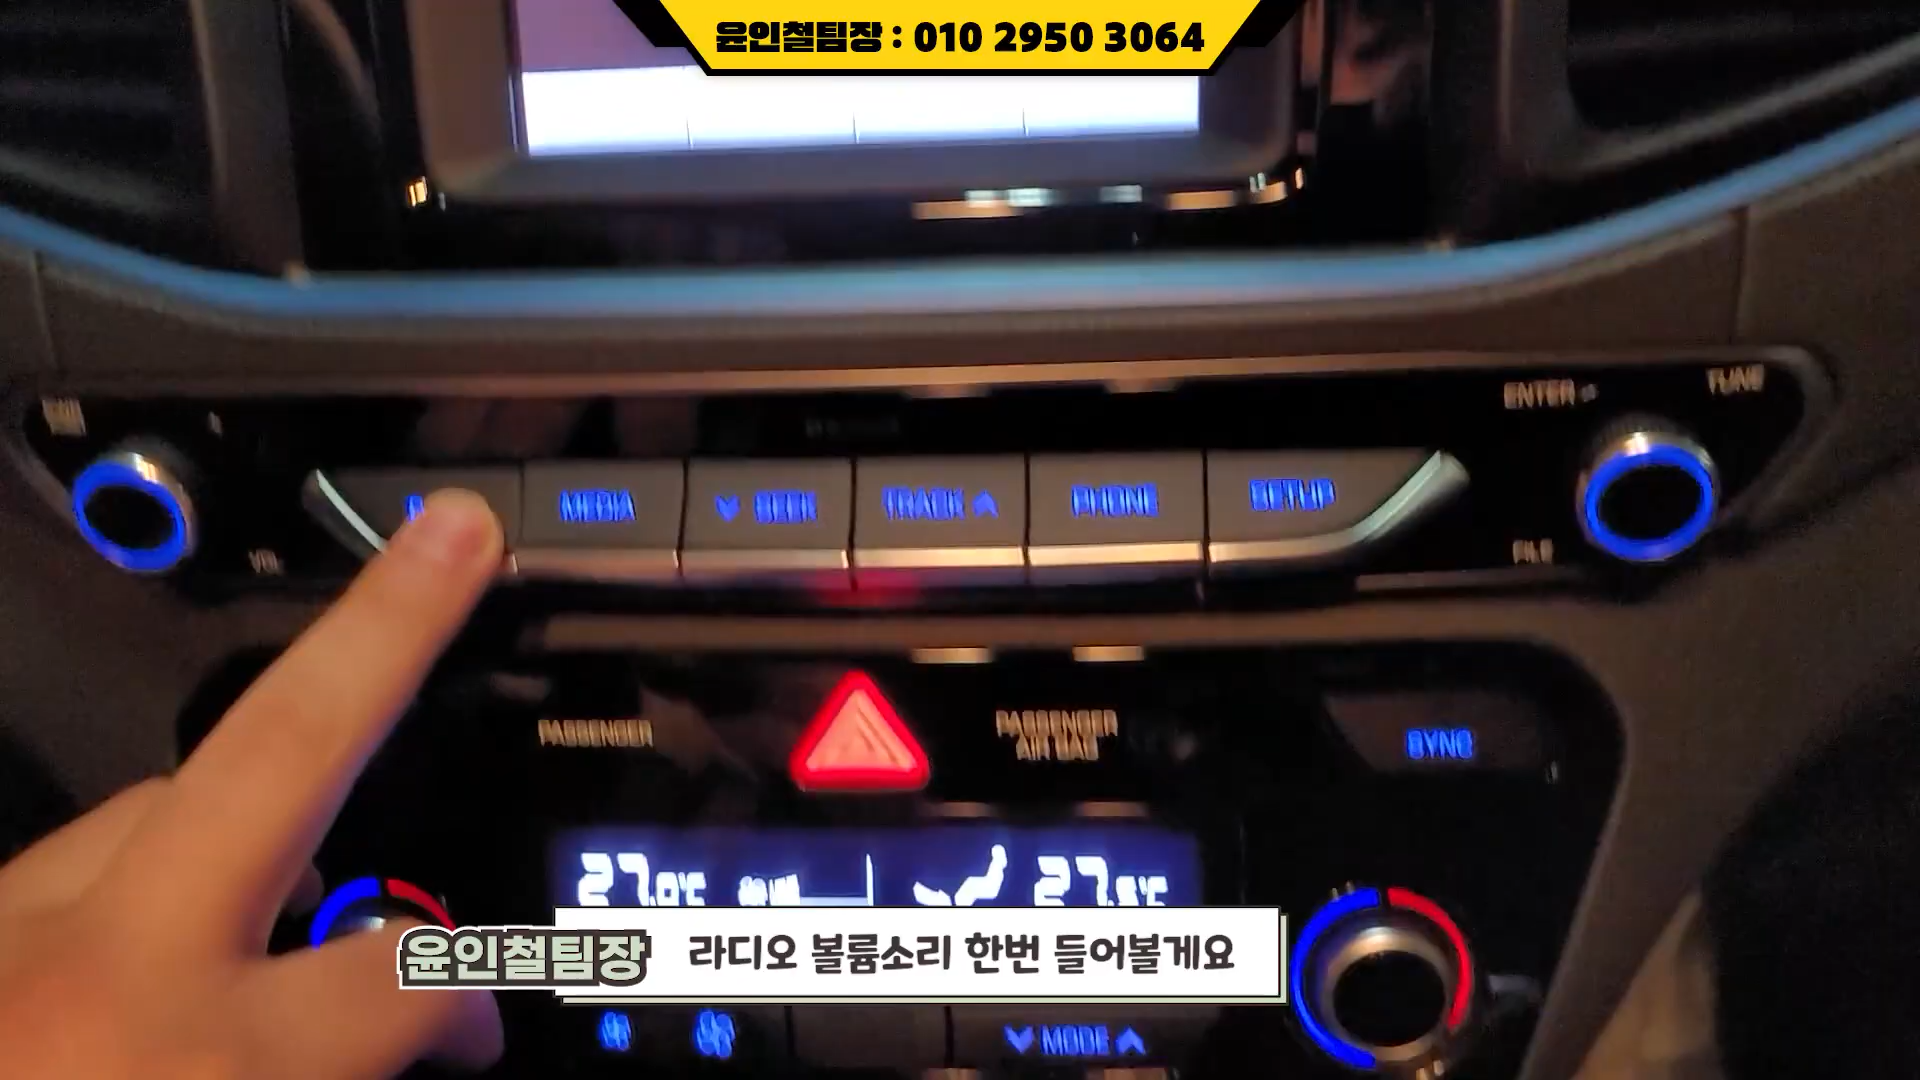 윤인철팀장 : 010 2950 3064
ENTER
TUNE
MEDIA
SEEK
TRACK
PHONE
SETUP
VOL
FILE
PASSENGER
PASSENGER
AIR BAG
SYNC
윤인철팀장
라디오 볼륨소리 한번 들어볼게요
MODE